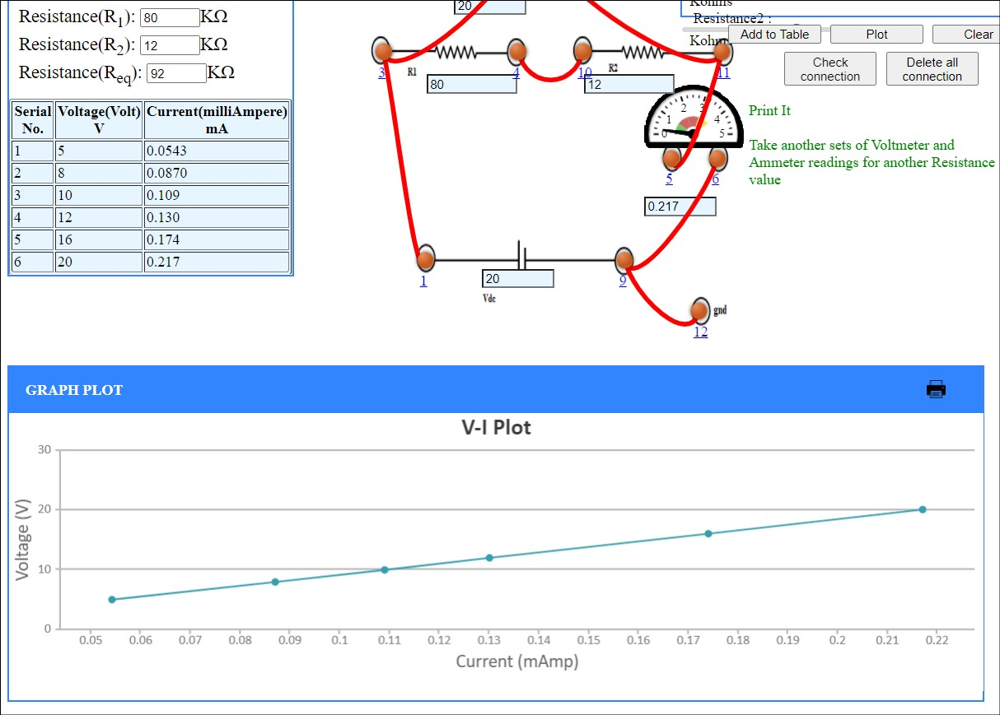 Resistance(R1): 80 KΩ
Resistance(R2): 12 KΩ
Resistance(Req): 92 KΩ
Serial No. Voltage(Volt) V Current(milliAmpere) mA
1 5 0.0543
2 8 0.0870
3 10 0.109
4 12 0.130
5 16 0.174
6 20 0.217
20
3 R1 4 10 R2 11
80 12
0 1 2 3 4 5
5 6
0.217
1 9
20
Vdc
gnd
12
Kohms
Resistance2 :
Kohms
Add to Table Plot Clear
Check connection Delete all connection
Print It
Take another sets of Voltmeter and
Ammeter readings for another Resistance
value
GRAPH PLOT
V-I Plot
30
20
10
0
Voltage (V)
0.05 0.06 0.07 0.08 0.09 0.1 0.11 0.12 0.13 0.14 0.15 0.16 0.17 0.18 0.19 0.2 0.21 0.22
Current (mAmp)